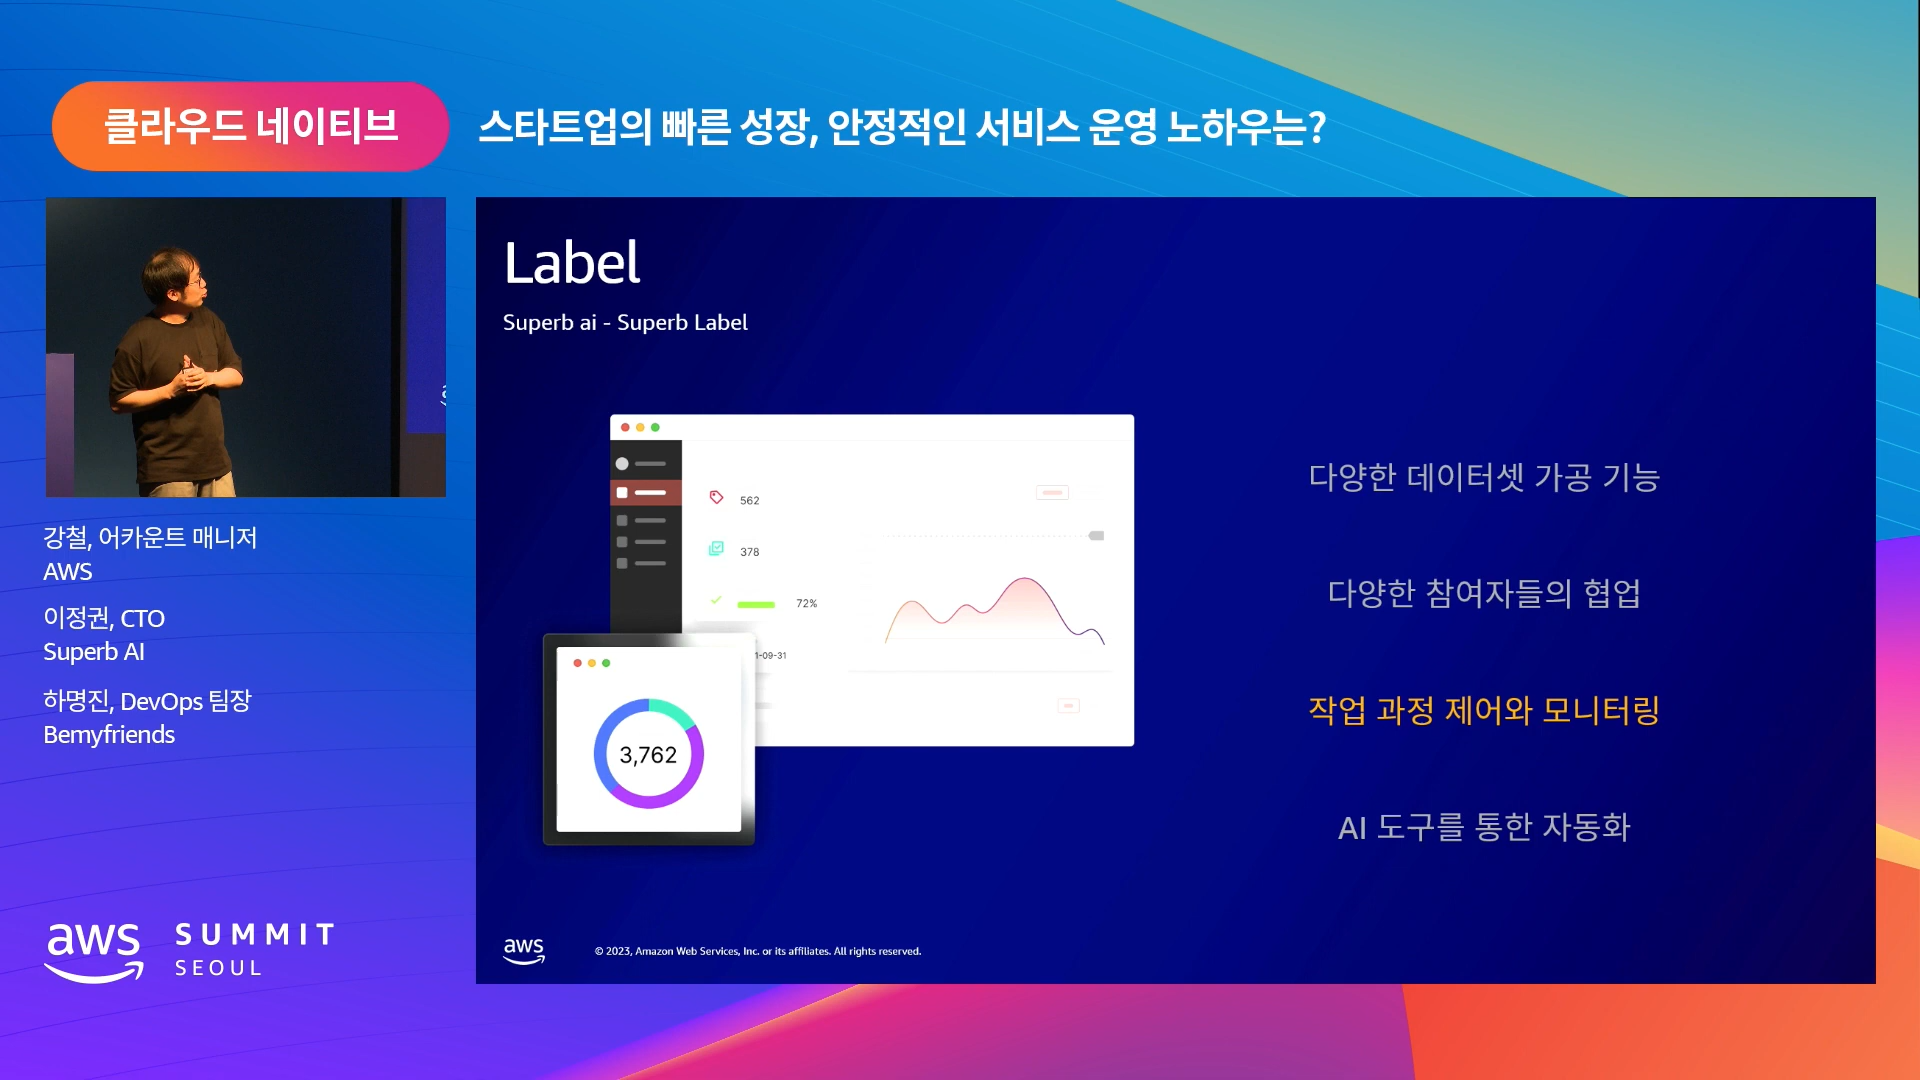 클라우드 네이티브
스타트업의 빠른 성장, 안정적인 서비스 운영 노하우는?
강철, 어카운트 매니저
AWS
이정권, CTO
Superb AI
하명진, DevOps 팀장
Bemyfriends
aws
SUMMIT
SEOUL
Label
Superb ai - Superb Label
562
378
72%
1-09-31
3,762
다양한 데이터셋 가공 기능
다양한 참여자들의 협업
작업 과정 제어와 모니터링
AI 도구를 통한 자동화
aws
© 2023, Amazon Web Services, Inc. or its affiliates. All rights reserved.